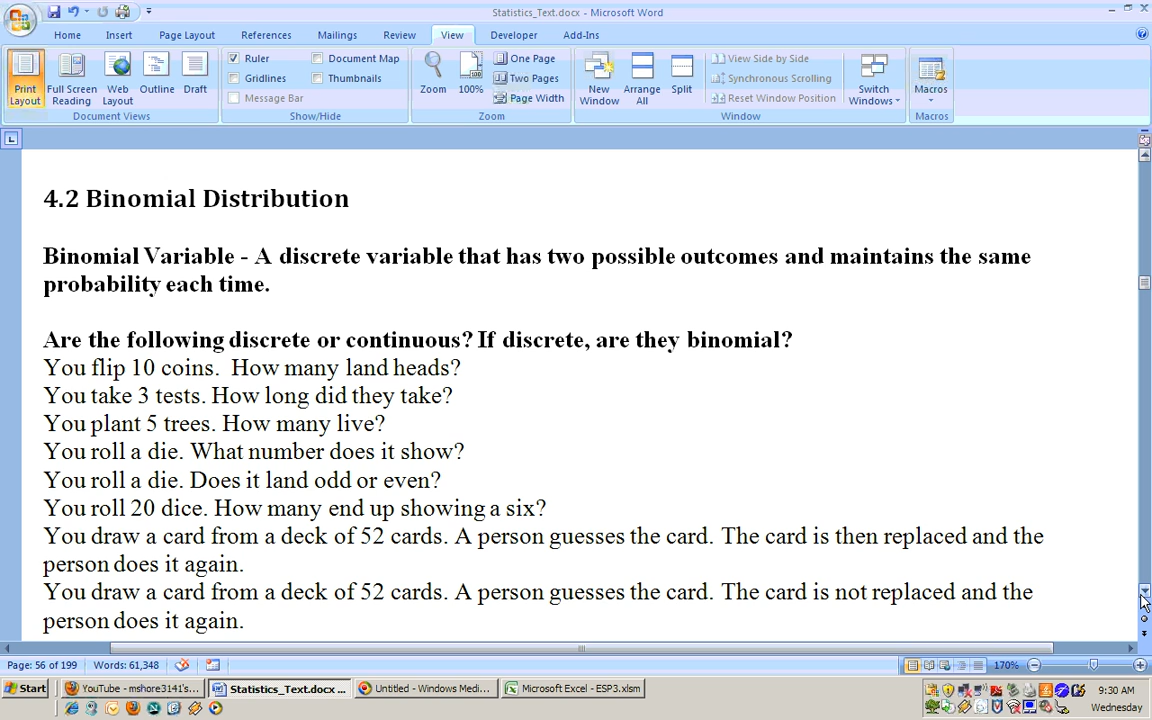 Statistics_Text.docx - Microsoft Word
Home Insert Page Layout References Mailings Review View Developer Add-Ins
Ruler Document Map One Page View Side by Side
Gridlines Thumbnails Two Pages Synchronous Scrolling
Message Bar Page Width Reset Window Position
Print Layout Full Screen Reading Web Layout Outline Draft Zoom 100% New Window Arrange All Split Switch Windows Macros
Document Views Show/Hide Zoom Window Macros
4.2 Binomial Distribution
Binomial Variable - A discrete variable that has two possible outcomes and maintains the same
probability each time.
Are the following discrete or continuous? If discrete, are they binomial?
You flip 10 coins.  How many land heads?
You take 3 tests. How long did they take?
You plant 5 trees. How many live?
You roll a die. What number does it show?
You roll a die. Does it land odd or even?
You roll 20 dice. How many end up showing a six?
You draw a card from a deck of 52 cards. A person guesses the card. The card is then replaced and the
person does it again.
You draw a card from a deck of 52 cards. A person guesses the card. The card is not replaced and the
person does it again.
Page: 56 of 199 Words: 61,348 170%
Start YouTube - mshore3141's... Statistics_Text.docx ... Untitled - Windows Medi... Microsoft Excel - ESP3.xlsm 9:30 AM
Wednesday